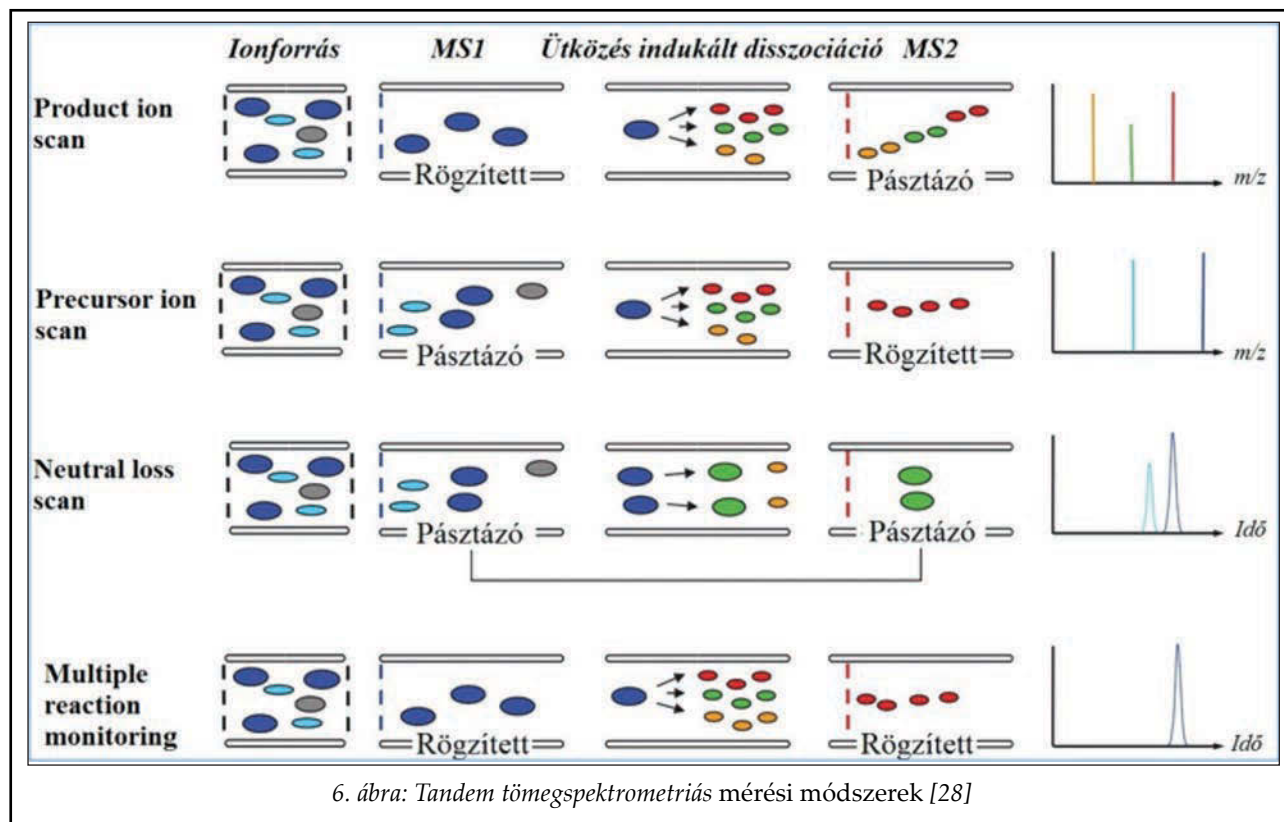 Ionforrás MS1 Ütközés indukált disszociáció MS2
Product ion
scan
Rögzített
Pásztázó
m/z
Precursor ion
scan
Pásztázó
Rögzített
m/z
Neutral loss
scan
Pásztázó
Pásztázó
Idő
Multiple
reaction
monitoring
Rögzített
Rögzített
Idő
6. ábra: Tandem tömegspektrometriás mérési módszerek [28]